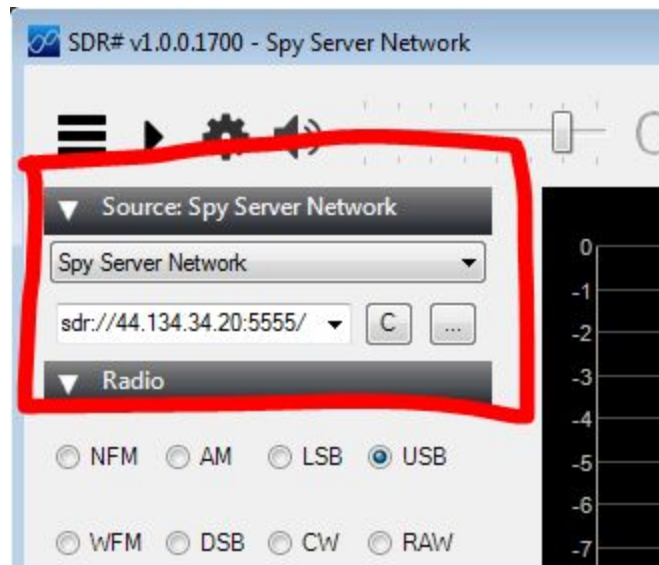 SDR# v1.0.0.1700 - Spy Server Network
Source: Spy Server Network
Spy Server Network
sdr://44.134.34.20:5555/ C ...
Radio
NFM AM LSB USB
WFM DSB CW RAW
0
-1
-2
-3
-4
-5
-6
-7